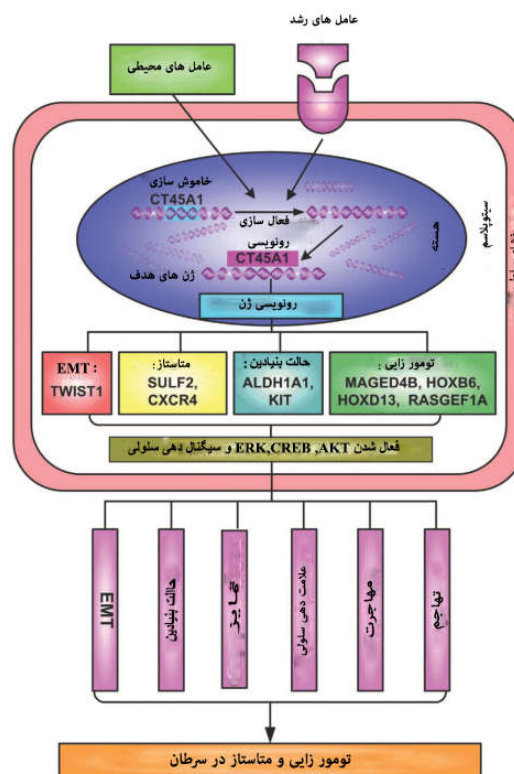 عامل های رشد
عامل های محیطی
خاموش سازی
CT45A1
فعال سازی
رونویسی
CT45A1
ژن های هدف
هسته
سیتوپلاسم
رونویسی ژن
EMT :
TWIST1
متاستاز :
SULF2,
CXCR4
حالت بنیادین :
ALDH1A1,
KIT
تومور زایی :
MAGED4B, HOXB6,
HOXD13, RASGEF1A
فعال شدن ERK,CREB ,AKT و سیگنال دهی سلولی
EMT
حاالت بنیادین
تمایز
علامت دهی سلولی
مهاجرت
تهاجم
تومور زایی و متاستاز در سرطان